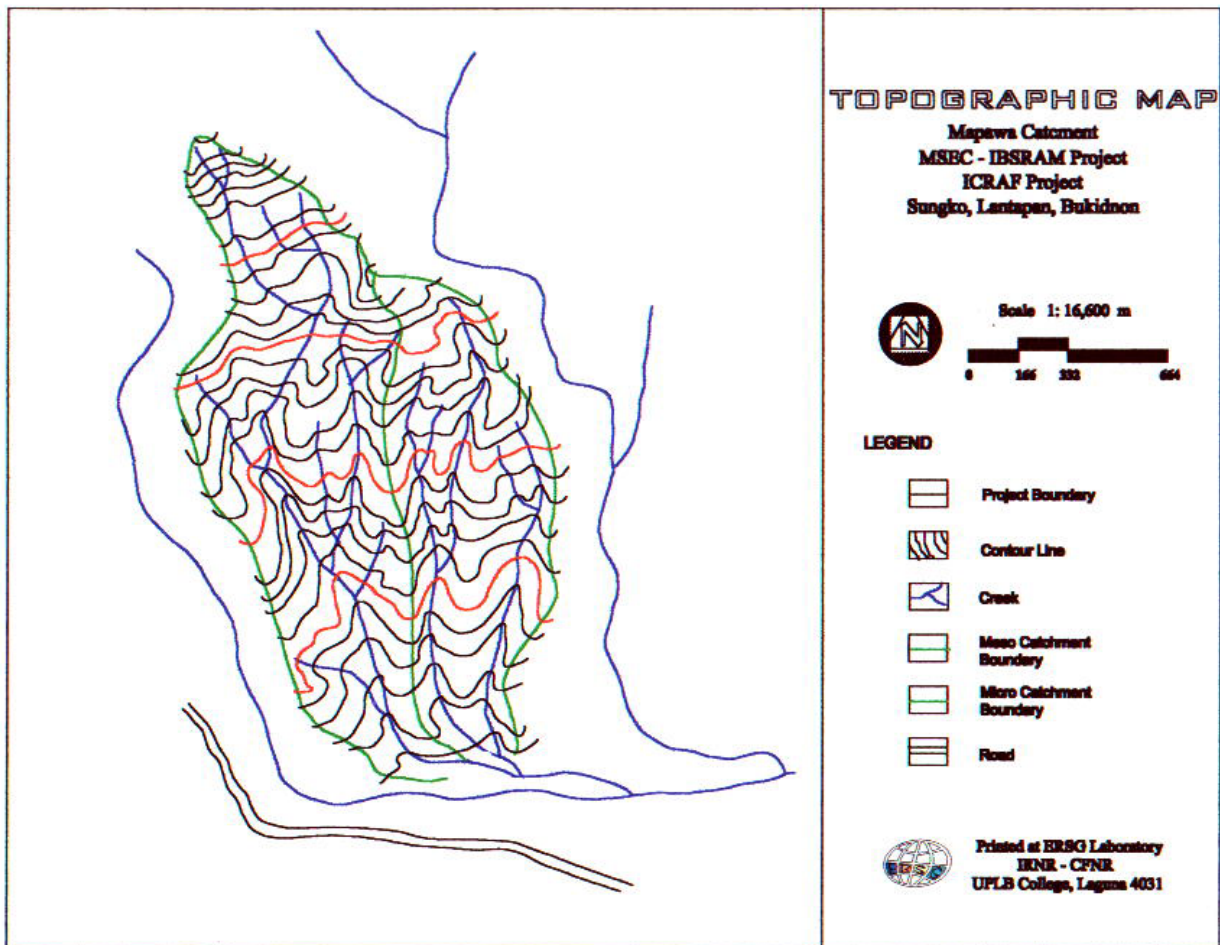 TOPOGRAPHIC MAP
Mapawa Catcment
MSEC - IBSRAM Project
ICRAF Project
Sungko, Lantapan, Bukidnon
N
Scale 1: 16,600 m
0 166 332 664
LEGEND
Project Boundary
Contour Line
Creek
Meso Catchment
Boundary
Micro Catchment
Boundary
Road
ERSG
Printed at ERSG Laboratory
IRNR - CFNR
UPLB College, Laguna 4031